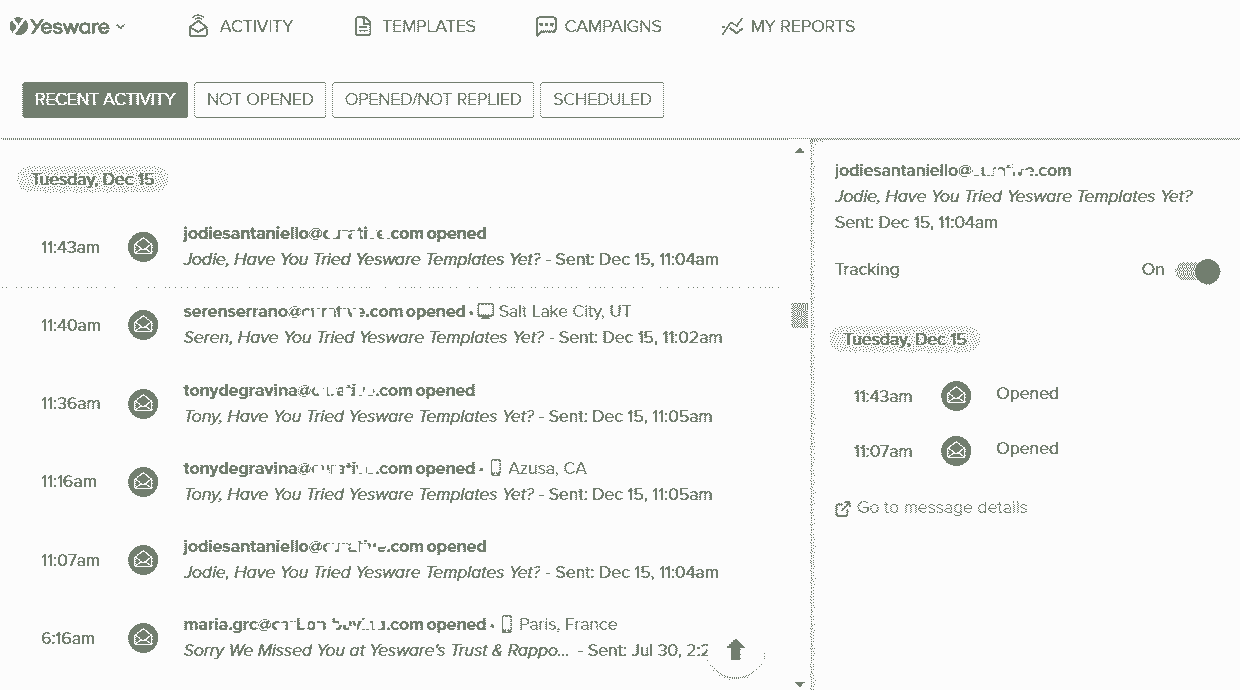 Yesware
ACTIVITY
TEMPLATES
CAMPAIGNS
MY REPORTS
RECENT ACTIVITY
NOT OPENED
OPENED/NOT REPLIED
SCHEDULED
Tuesday, Dec 15
11:43am
jodiesantaniello@ .com opened
Jodie, Have You Tried Yesware Templates Yet? - Sent: Dec 15, 11:04am
11:40am
serenserrano@ .com opened • Salt Lake City, UT
Seren, Have You Tried Yesware Templates Yet? - Sent: Dec 15, 11:02am
11:36am
tonydegravina@ .com opened
Tony, Have You Tried Yesware Templates Yet? - Sent: Dec 15, 11:05am
11:16am
tonydegravina@ .com opened • Azusa, CA
Tony, Have You Tried Yesware Templates Yet? - Sent: Dec 15, 11:05am
11:07am
jodiesantaniello@ .com opened
Jodie, Have You Tried Yesware Templates Yet? - Sent: Dec 15, 11:04am
6:16am
maria.grc@ .com opened • Paris, France
Sorry We Missed You at Yesware's Trust & Rappo... - Sent: Jul 30, 2:2
jodiesantaniello@ .com
Jodie, Have You Tried Yesware Templates Yet?
Sent: Dec 15, 11:04am
Tracking
On
Tuesday, Dec 15
11:43am
Opened
11:07am
Opened
Go to message details